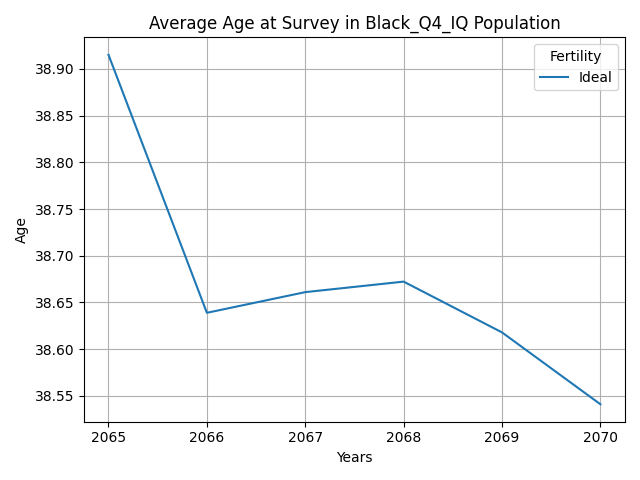 Average Age at Survey in Black_Q4_IQ Population
Fertility
Ideal
38.90
38.85
38.80
38.75
38.70
38.65
38.60
38.55
Age
2065 2066 2067 2068 2069 2070
Years